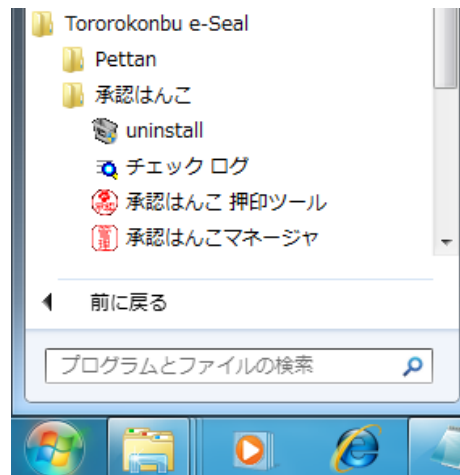 Tororokonbu e-Seal
Pettan
承認はんこ
uninstall
チェック ログ
承認はんこ 押印ツール
承認はんこマネージャ
前に戻る
プログラムとファイルの検索